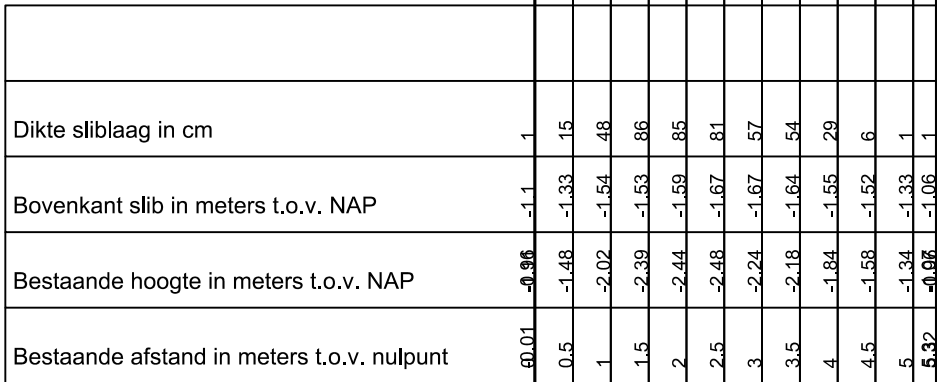 Dikte sliblaag in cm 1 15 48 86 85 81 57 54 29 6 1 1
Bovenkant slib in meters t.o.v. NAP -1.1 -1.33 -1.54 -1.53 -1.59 -1.67 -1.67 -1.64 -1.55 -1.52 -1.33 -1.06
Bestaande hoogte in meters t.o.v. NAP -1.48 -2.02 -2.39 -2.44 -2.48 -2.24 -2.18 -1.84 -1.58 -1.34
Bestaande afstand in meters t.o.v. nulpunt 0.5 1 1.5 2 2.5 3 3.5 4 4.5 5